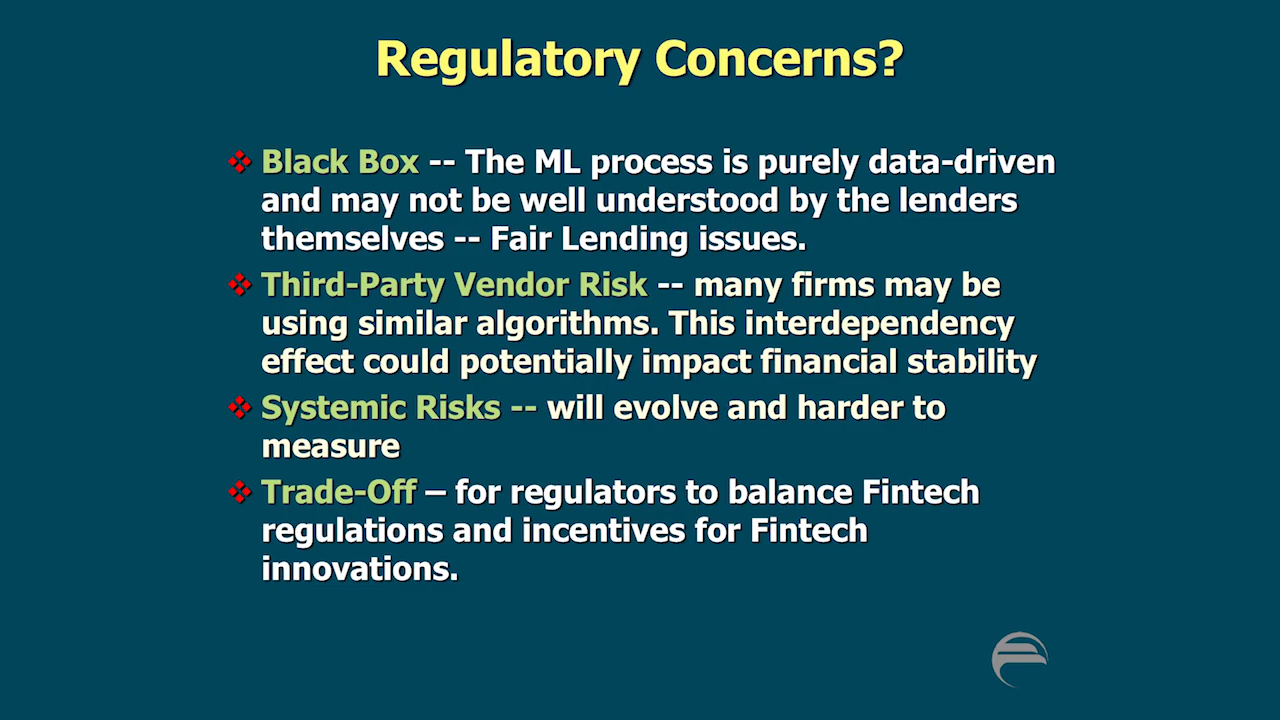 Regulatory Concerns?
Black Box -- The ML process is purely data-driven
and may not be well understood by the lenders
themselves -- Fair Lending issues.
Third-Party Vendor Risk -- many firms may be
using similar algorithms. This interdependency
effect could potentially impact financial stability
Systemic Risks -- will evolve and harder to
measure
Trade-Off – for regulators to balance Fintech
regulations and incentives for Fintech
innovations.